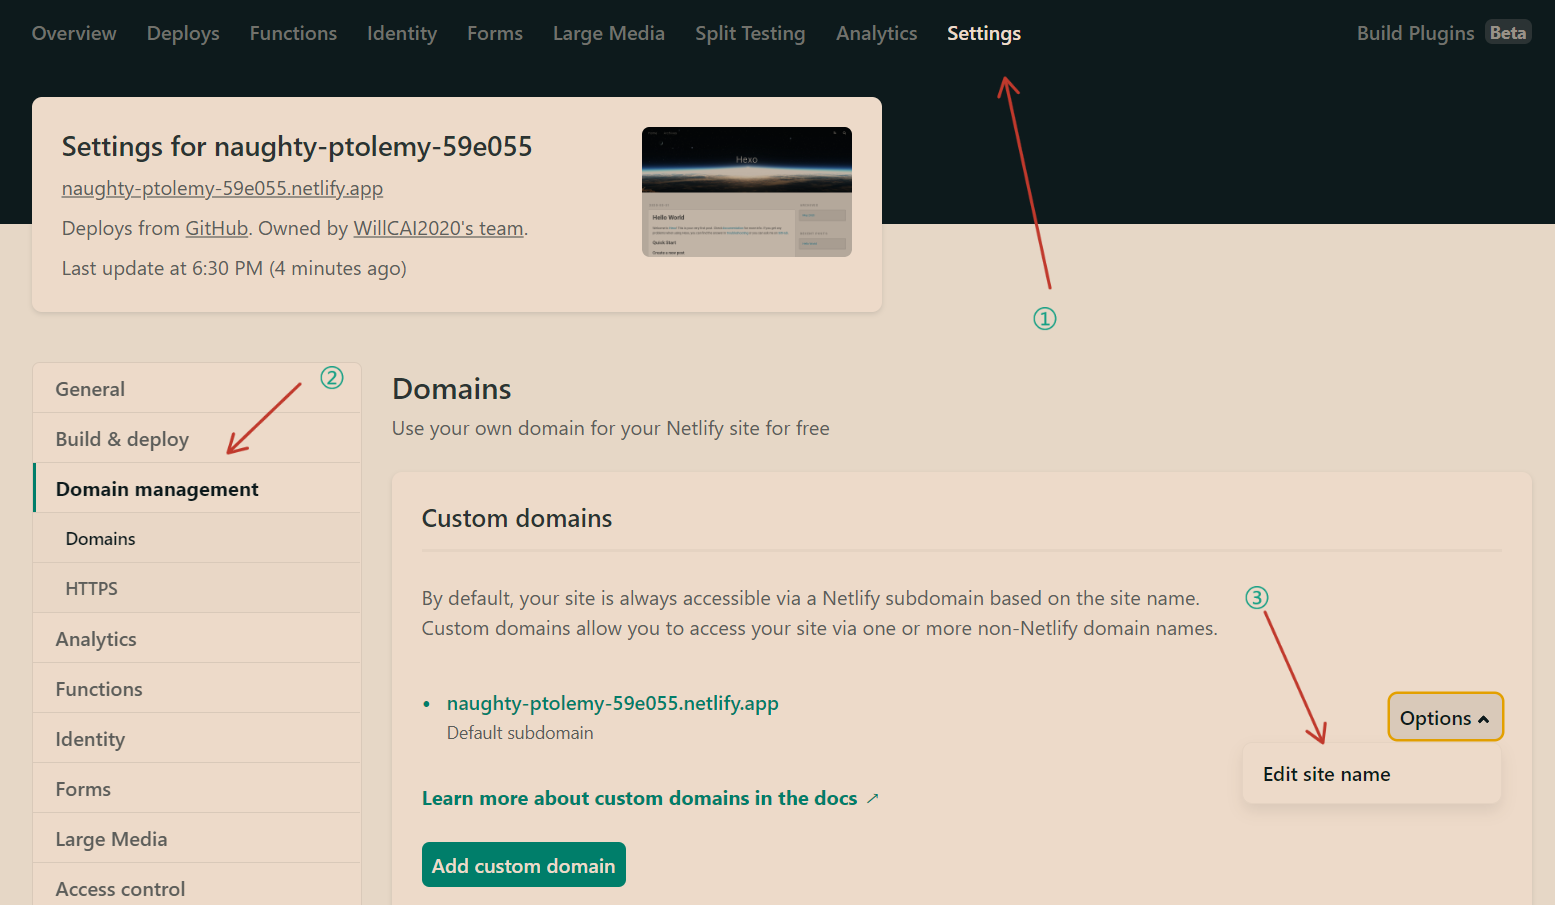 Overview Deploys Functions Identity Forms Large Media Split Testing Analytics Settings Build Plugins Beta
Settings for naughty-ptolemy-59e055
naughty-ptolemy-59e055.netlify.app
Deploys from GitHub. Owned by WillCAI2020's team.
Last update at 6:30 PM (4 minutes ago)
Hexo
Hello World
Quick Start
Create a new post
①
②
General
Build & deploy
Domain management
Domains
HTTPS
Analytics
Functions
Identity
Forms
Large Media
Access control
Domains
Use your own domain for your Netlify site for free
Custom domains
By default, your site is always accessible via a Netlify subdomain based on the site name.
Custom domains allow you to access your site via one or more non-Netlify domain names.
③
• naughty-ptolemy-59e055.netlify.app
Default subdomain
Options
Edit site name
Learn more about custom domains in the docs ↗
Add custom domain